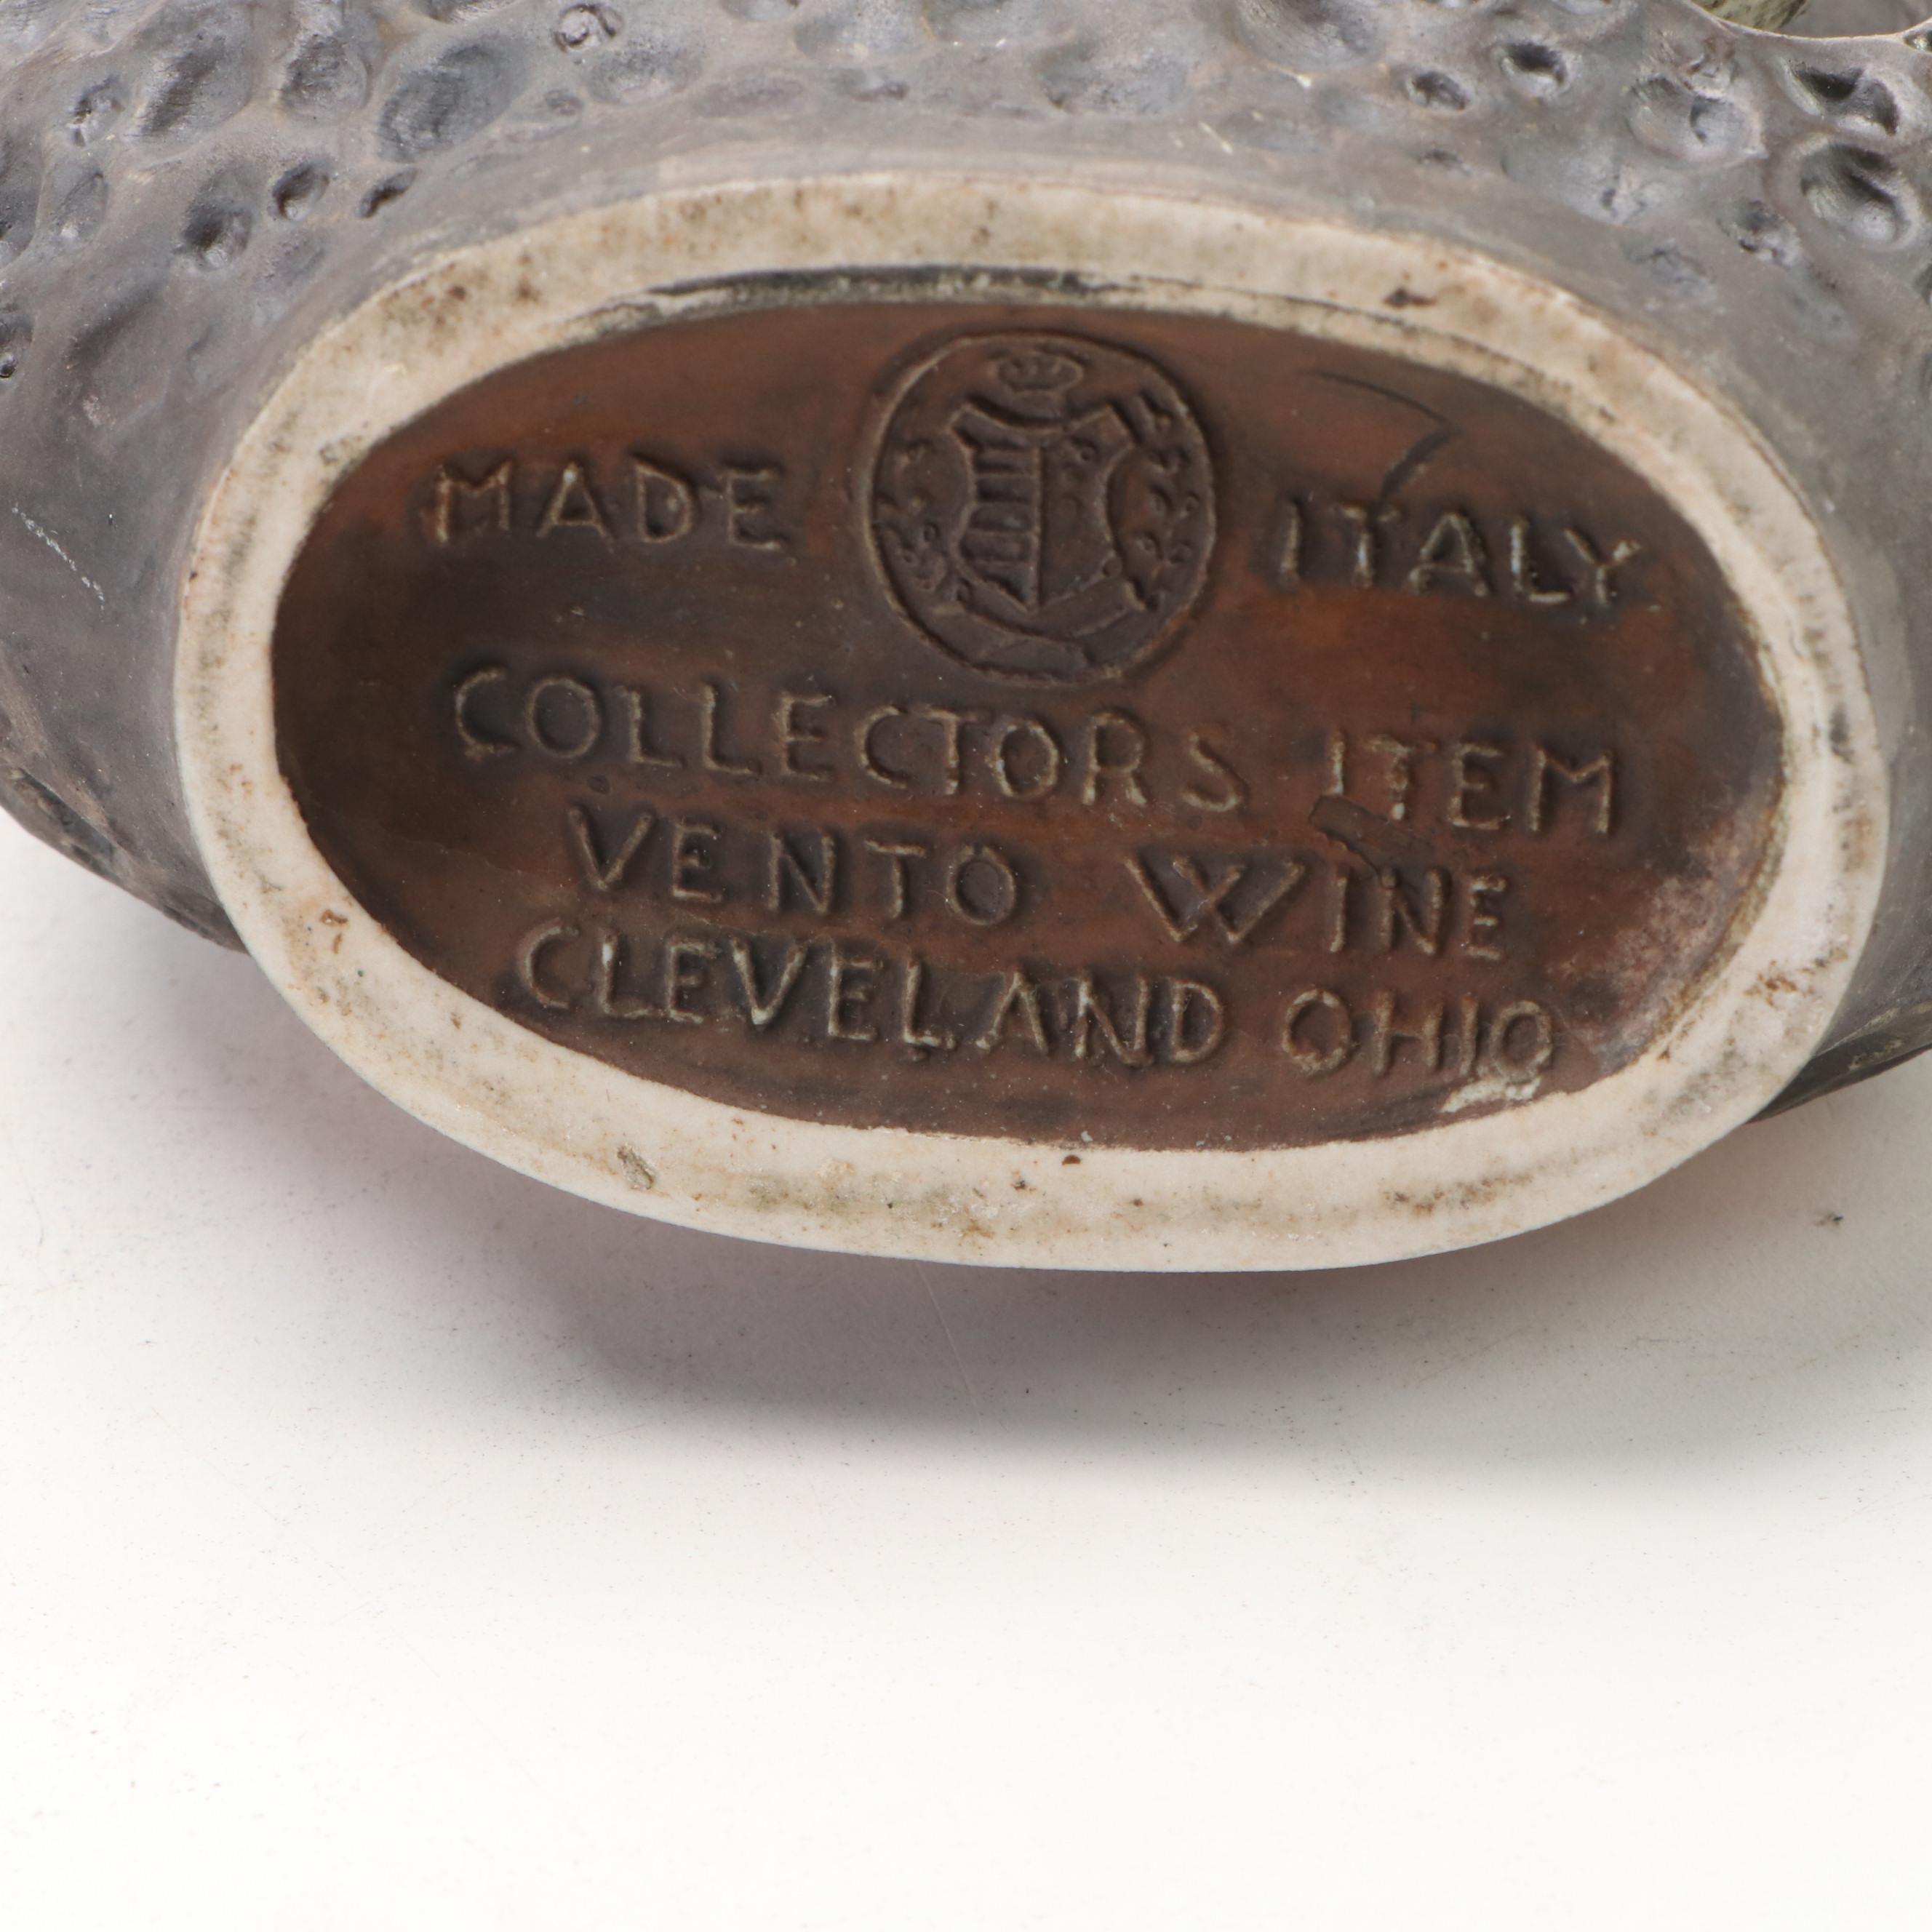 MADE ITALY
COLLECTORS ITEM
VENTO WINE
CLEVELAND OHIO